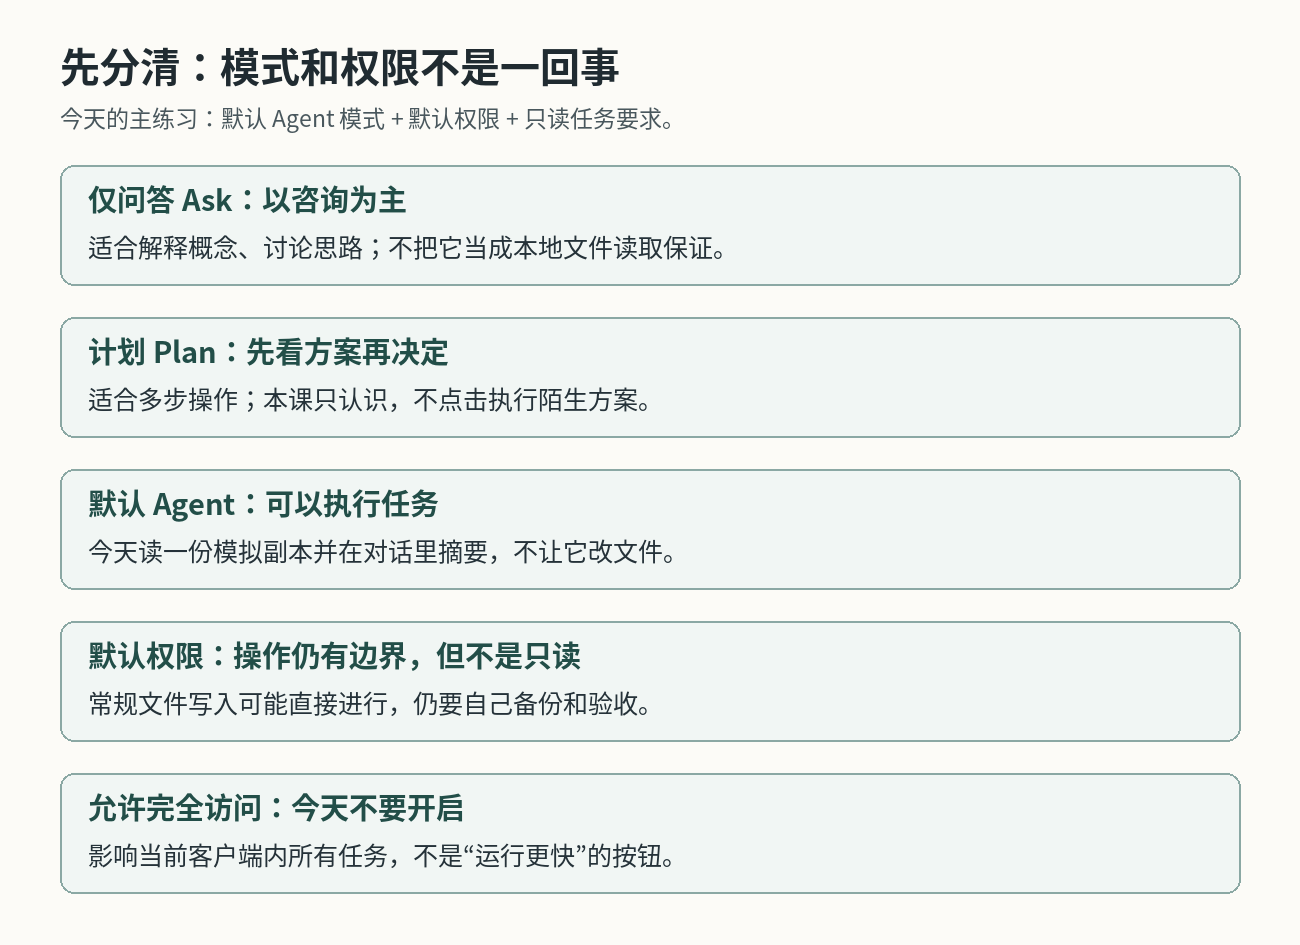 先分清：模式和权限不是一回事
今天的主练习：默认 Agent 模式 + 默认权限 + 只读任务要求。
仅问答 Ask：以咨询为主
适合解释概念、讨论思路；不把它当成本地文件读取保证。
计划 Plan：先看方案再决定
适合多步操作；本课只认识，不点击执行陌生方案。
默认 Agent：可以执行任务
今天读一份模拟副本并在对话里摘要，不让它改文件。
默认权限：操作仍有边界，但不是只读
常规文件写入可能直接进行，仍要自己备份和验收。
允许完全访问：今天不要开启
影响当前客户端内所有任务，不是“运行更快”的按钮。